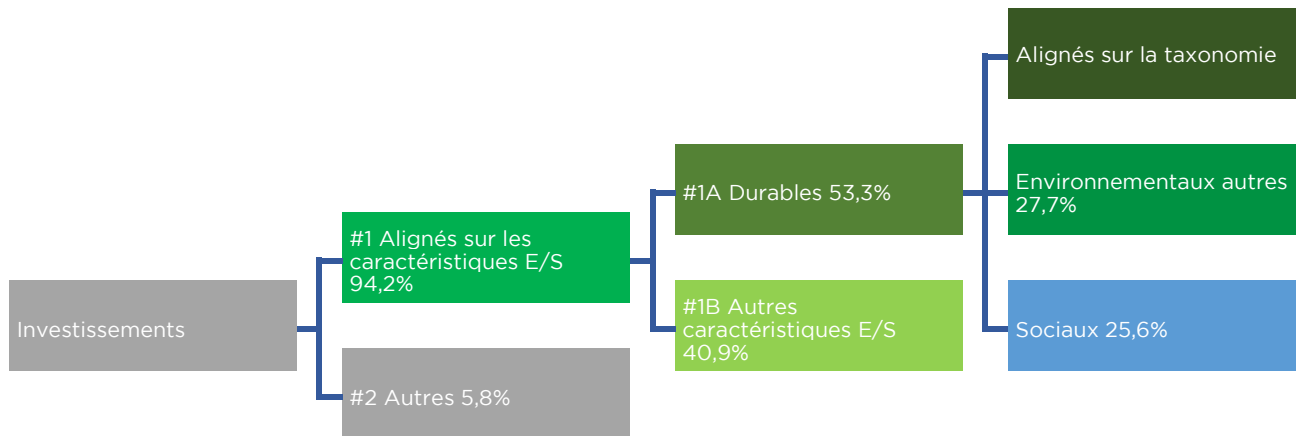 Investissements
#1 Alignés sur les
caractéristiques E/S
94,2%
#2 Autres 5,8%
#1A Durables 53,3%
#1B Autres
caractéristiques E/S
40,9%
Alignés sur la taxonomie
Environnementaux autres
27,7%
Sociaux 25,6%